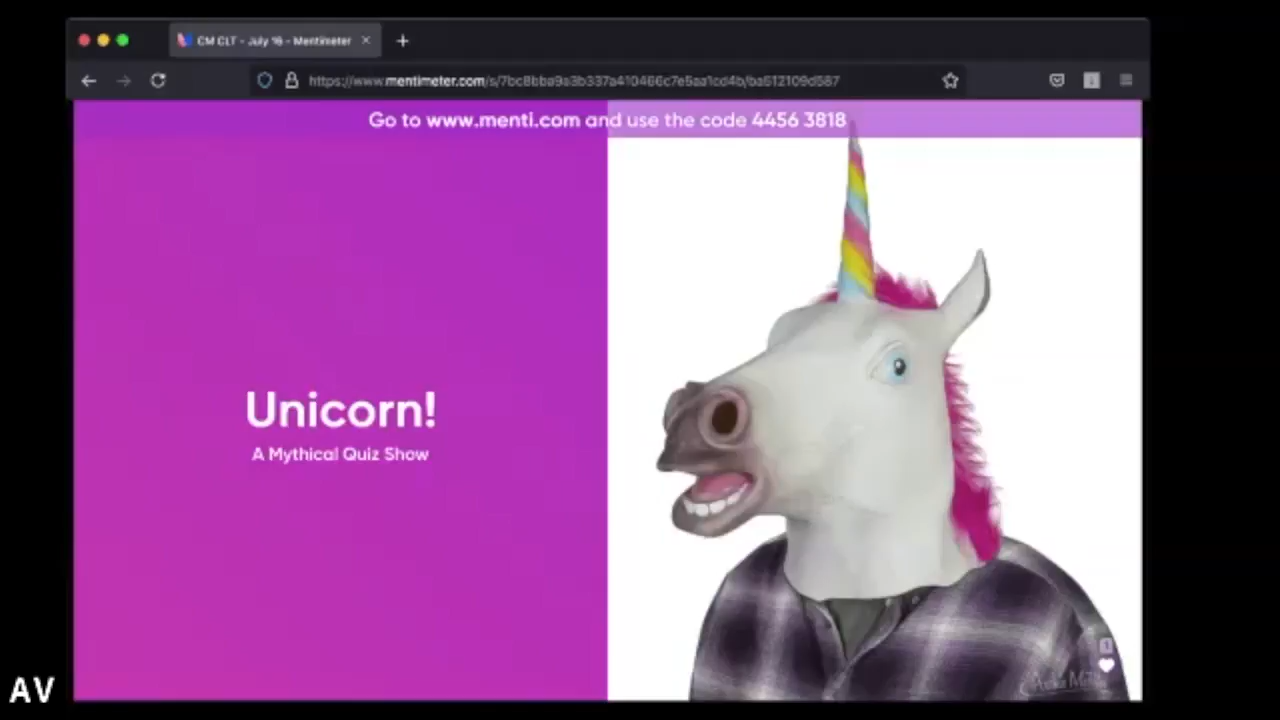 CM CLT - July 16 - Mentimeter
https://www.mentimeter.com/s/7bc8bba9a3b337a410466c7e5aa1cd4b/ba512109d587
Go to www.menti.com and use the code 4456 3818
Unicorn!
A Mythical Quiz Show
AV